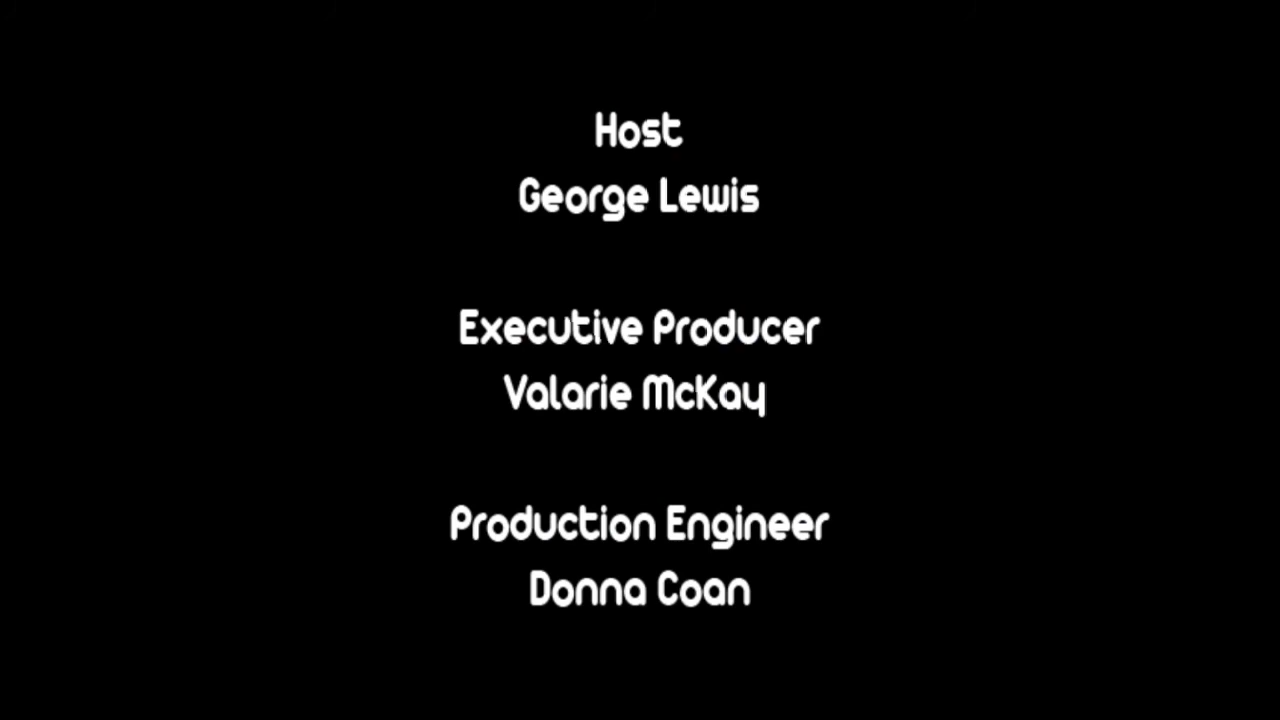 Host
George Lewis
Executive Producer
Valarie McKay
Production Engineer
Donna Coan